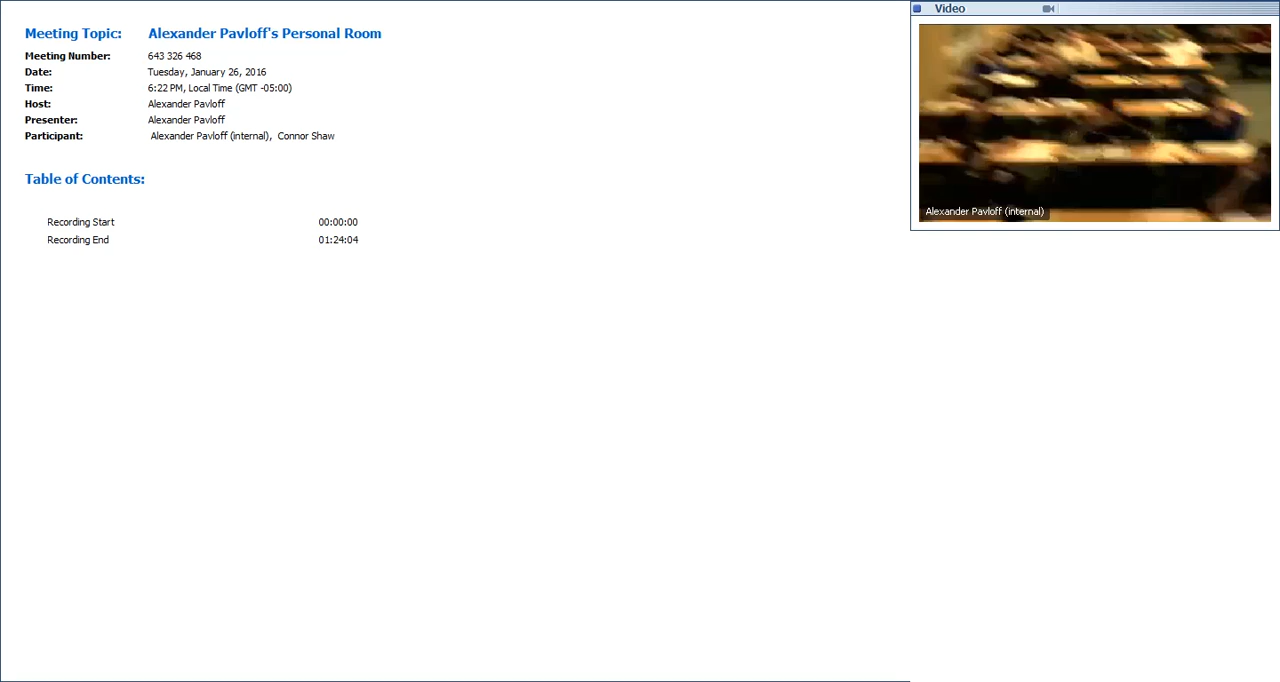 Meeting Topic: Alexander Pavloff's Personal Room
Meeting Number: 643 326 468
Date: Tuesday, January 26, 2016
Time: 6:22 PM, Local Time (GMT -05:00)
Host: Alexander Pavloff
Presenter: Alexander Pavloff
Participant: Alexander Pavloff (internal), Connor Shaw
Table of Contents:
Recording Start 00:00:00
Recording End 01:24:04
Video
Alexander Pavloff (internal)